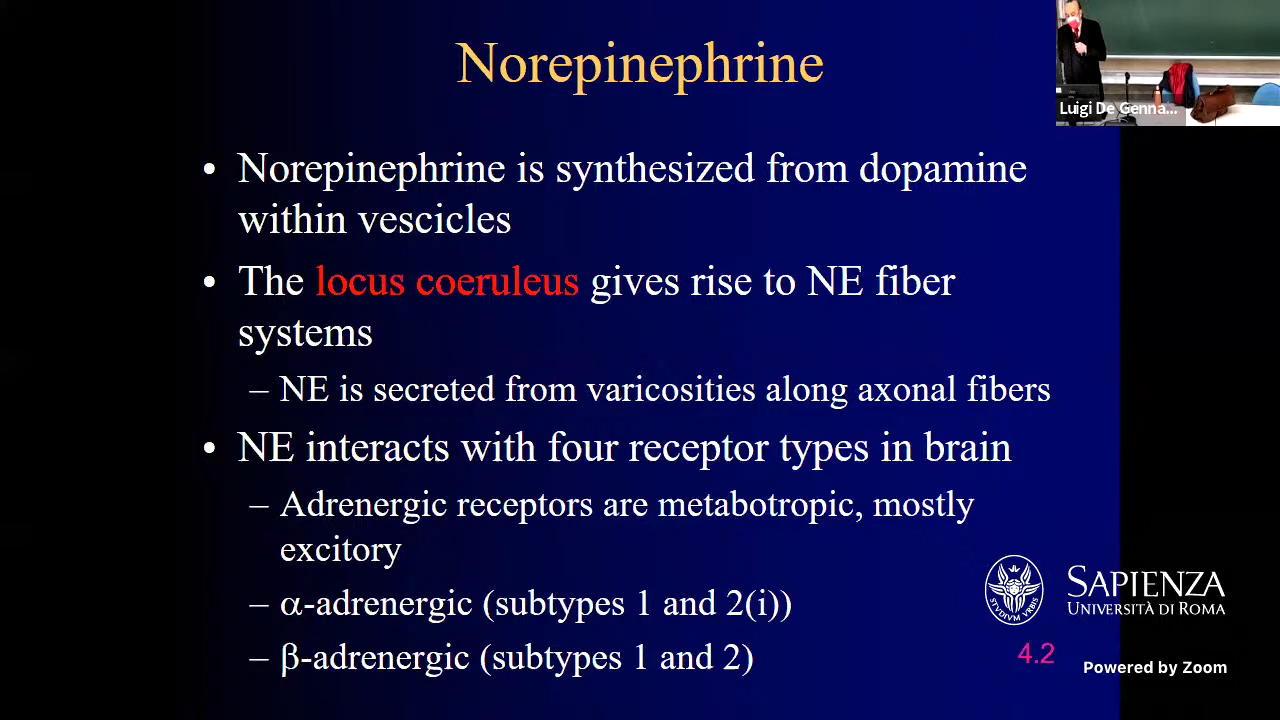 Norepinephrine
Luigi De Genna...
• Norepinephrine is synthesized from dopamine
within vescicles
• The locus coeruleus gives rise to NE fiber
systems
– NE is secreted from varicosities along axonal fibers
• NE interacts with four receptor types in brain
– Adrenergic receptors are metabotropic, mostly
excitory
– α-adrenergic (subtypes 1 and 2(i))
– β-adrenergic (subtypes 1 and 2)
STVDIVM VRBIS
SAPIENZA
UNIVERSITÀ DI ROMA
4.2
Powered by Zoom